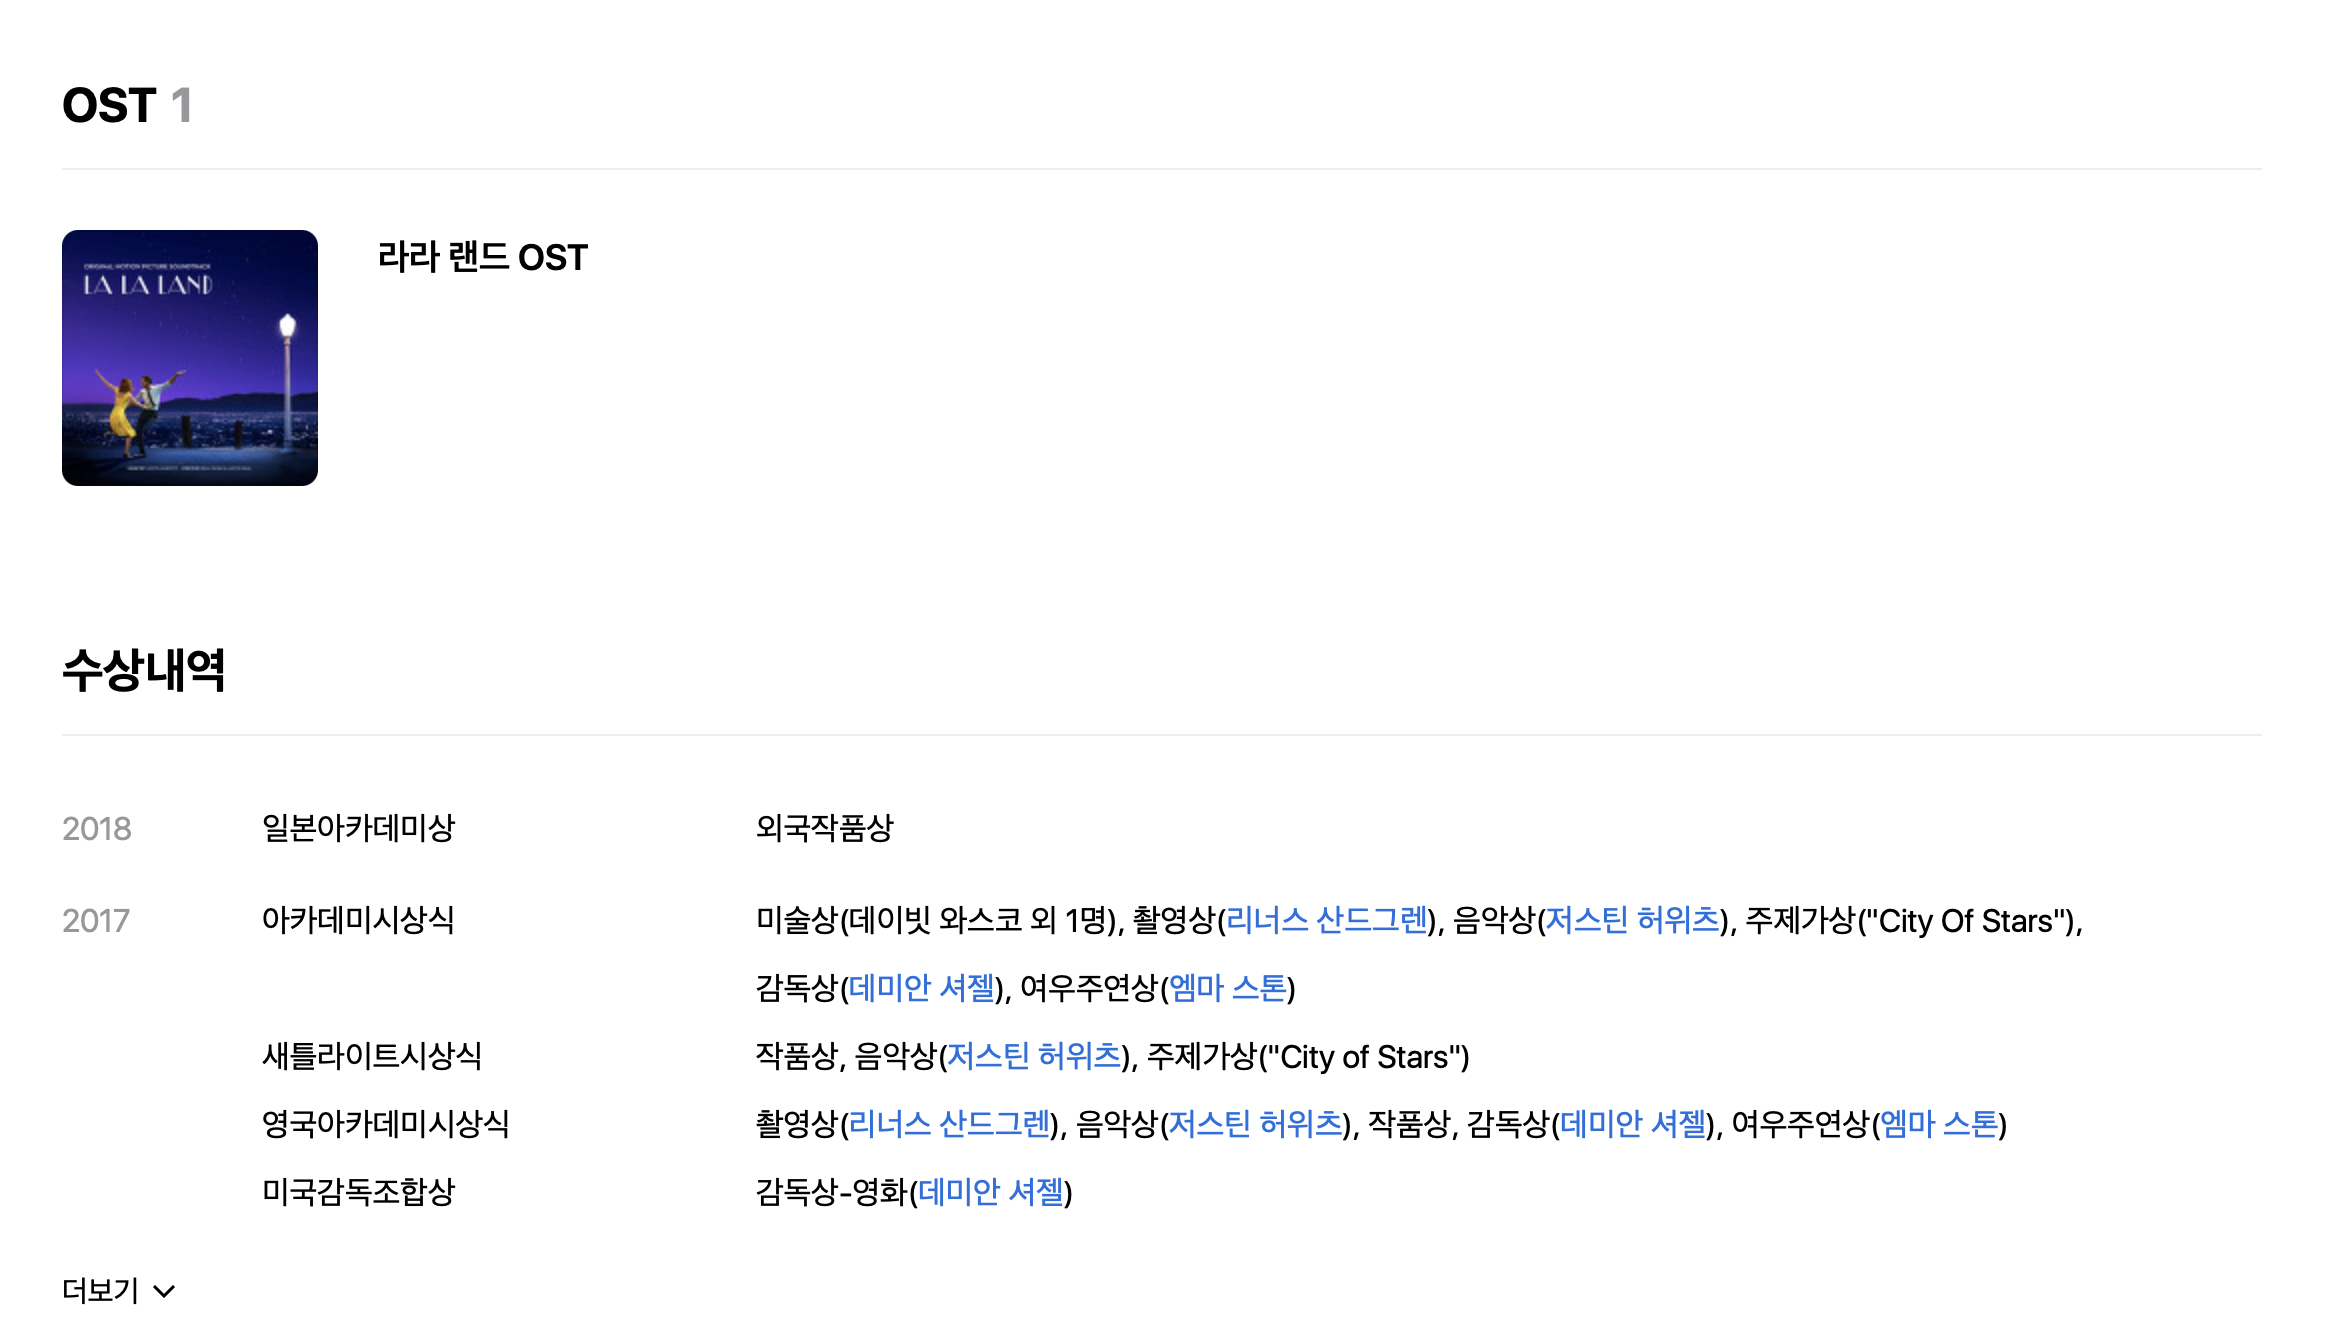 OST 1
ORIGINAL MOTION PICTURE SOUNDTRACK
LA LA LAND
라라 랜드 OST
수상내역
2018 일본아카데미상 외국작품상
2017 아카데미시상식 미술상(데이빗 와스코 외 1명), 촬영상(리너스 산드그렌), 음악상(저스틴 허위츠), 주제가상("City Of Stars"),
감독상(데미안 셔젤), 여우주연상(엠마 스톤)
새틀라이트시상식 작품상, 음악상(저스틴 허위츠), 주제가상("City of Stars")
영국아카데미시상식 촬영상(리너스 산드그렌), 음악상(저스틴 허위츠), 작품상, 감독상(데미안 셔젤), 여우주연상(엠마 스톤)
미국감독조합상 감독상-영화(데미안 셔젤)
더보기